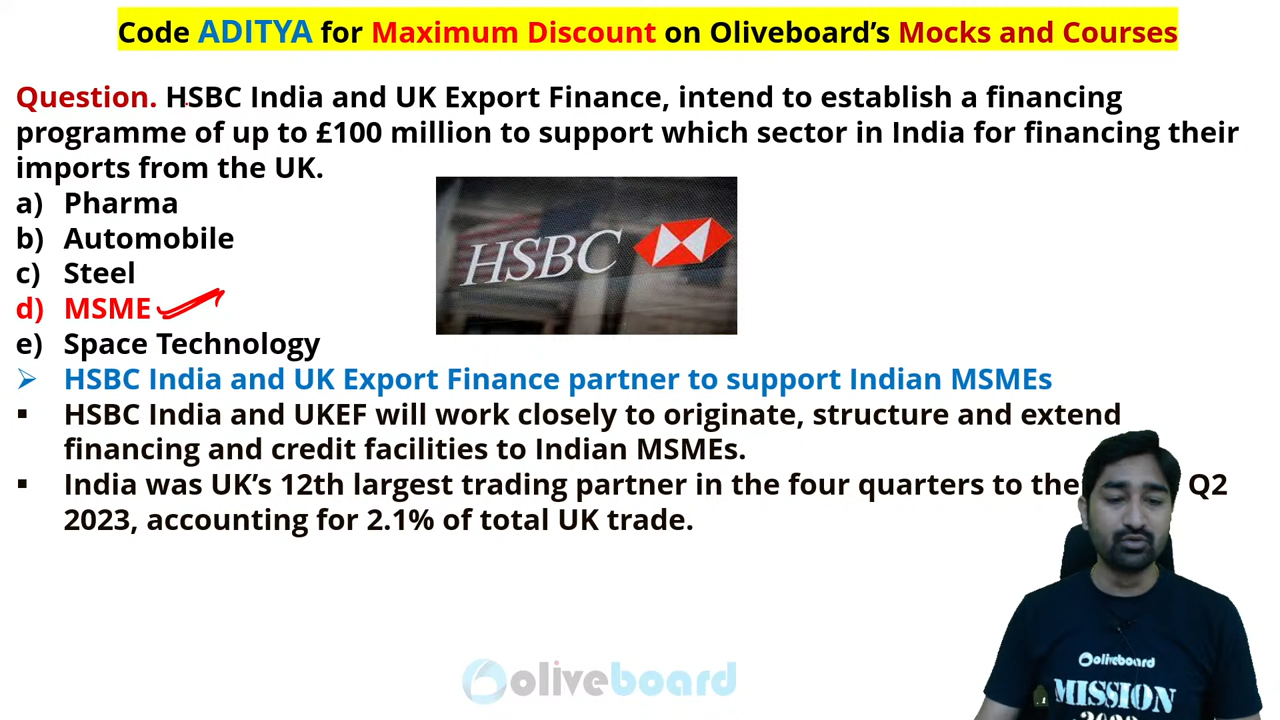 Code ADITYA for Maximum Discount on Oliveboard’s Mocks and Courses
Question. HSBC India and UK Export Finance, intend to establish a financing
programme of up to £100 million to support which sector in India for financing their
imports from the UK.
a) Pharma
b) Automobile
c) Steel
d) MSME
e) Space Technology
HSBC
➢ HSBC India and UK Export Finance partner to support Indian MSMEs
▪ HSBC India and UKEF will work closely to originate, structure and extend
financing and credit facilities to Indian MSMEs.
▪ India was UK’s 12th largest trading partner in the four quarters to the Q2
2023, accounting for 2.1% of total UK trade.
oliveboard
oliveboard
MISSION